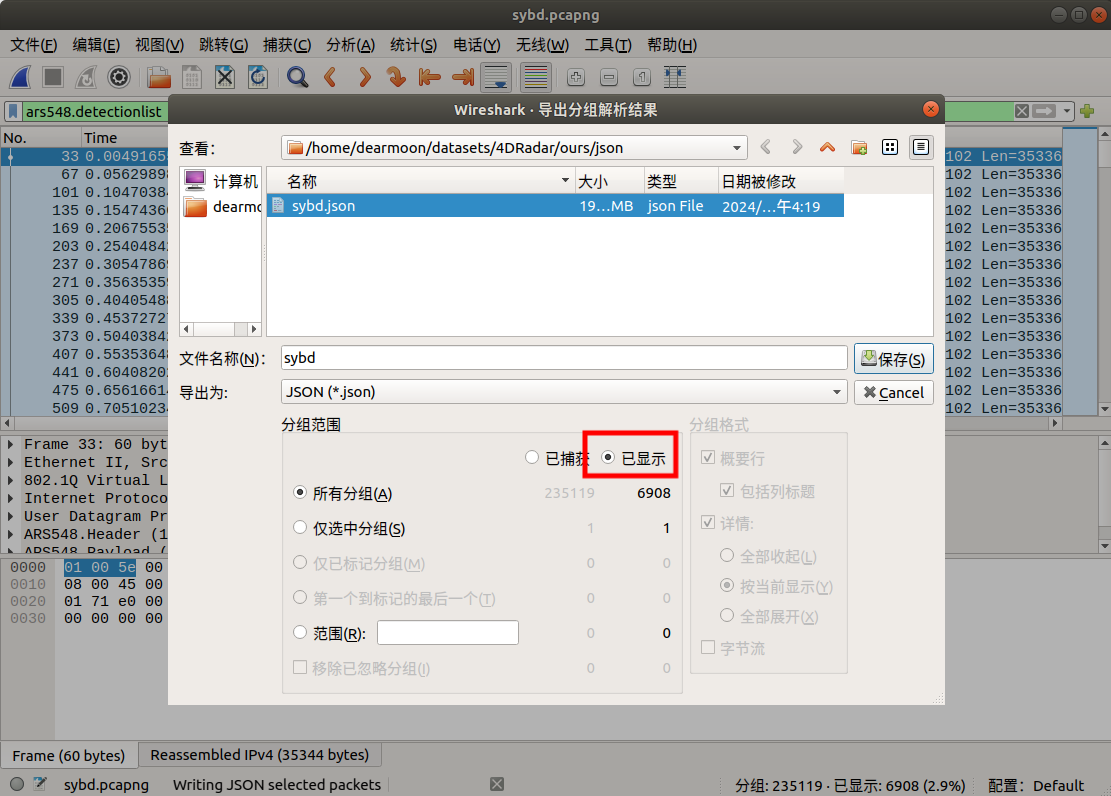 sybd.pcapng
文件(F) 编辑(E) 视图(V) 跳转(G) 捕获(C) 分析(A) 统计(S) 电话(Y) 无线(W) 工具(T) 帮助(H)
ars548.detectionlist
Wireshark · 导出分组解析结果
No. Time
查看: /home/dearmoon/datasets/4DRadar/ours/json
计算机
名称 大小 类型 日期被修改
sybd.json 19…MB json File 2024/…午4:19
33 0.0049165 102 Len=35336
67 0.05629898 102 Len=35336
101 0.1047038 102 Len=35336
135 0.1547436 102 Len=35336
169 0.2067553 102 Len=35336
203 0.2540484 102 Len=35336
237 0.3054786 102 Len=35336
271 0.3563535 102 Len=35336
305 0.4040548 102 Len=35336
339 0.4537272 102 Len=35336
373 0.5040384 102 Len=35336
407 0.5535364 102 Len=35336
441 0.6040820 102 Len=35336
475 0.6561661 102 Len=35336
509 0.7051023 102 Len=35336
文件名称(N): sybd 保存(S)
导出为: JSON (*.json) Cancel
分组范围 分组格式
已捕获 已显示
所有分组(A) 235119 6908
仅选中分组(S) 1 1
仅已标记分组(M) 0 0
第一个到标记的最后一个(T) 0 0
范围(R): 0 0
移除已忽略分组(I) 0 0
概要行
包括列标题
详情:
全部收起(L)
按当前显示(Y)
全部展开(X)
字节流
Frame 33: 60 byt
Ethernet II, Src
802.1Q Virtual L
Internet Protoco
User Datagram Pr
ARS548.Header (1
ARS548.Payload (
0000 01 00 5e 00
0010 08 00 45 00
0020 01 71 e0 00
0030 00 00 00 00
Frame (60 bytes) Reassembled IPv4 (35344 bytes)
sybd.pcapng Writing JSON selected packets 分组: 235119 · 已显示: 6908 (2.9%) 配置: Default